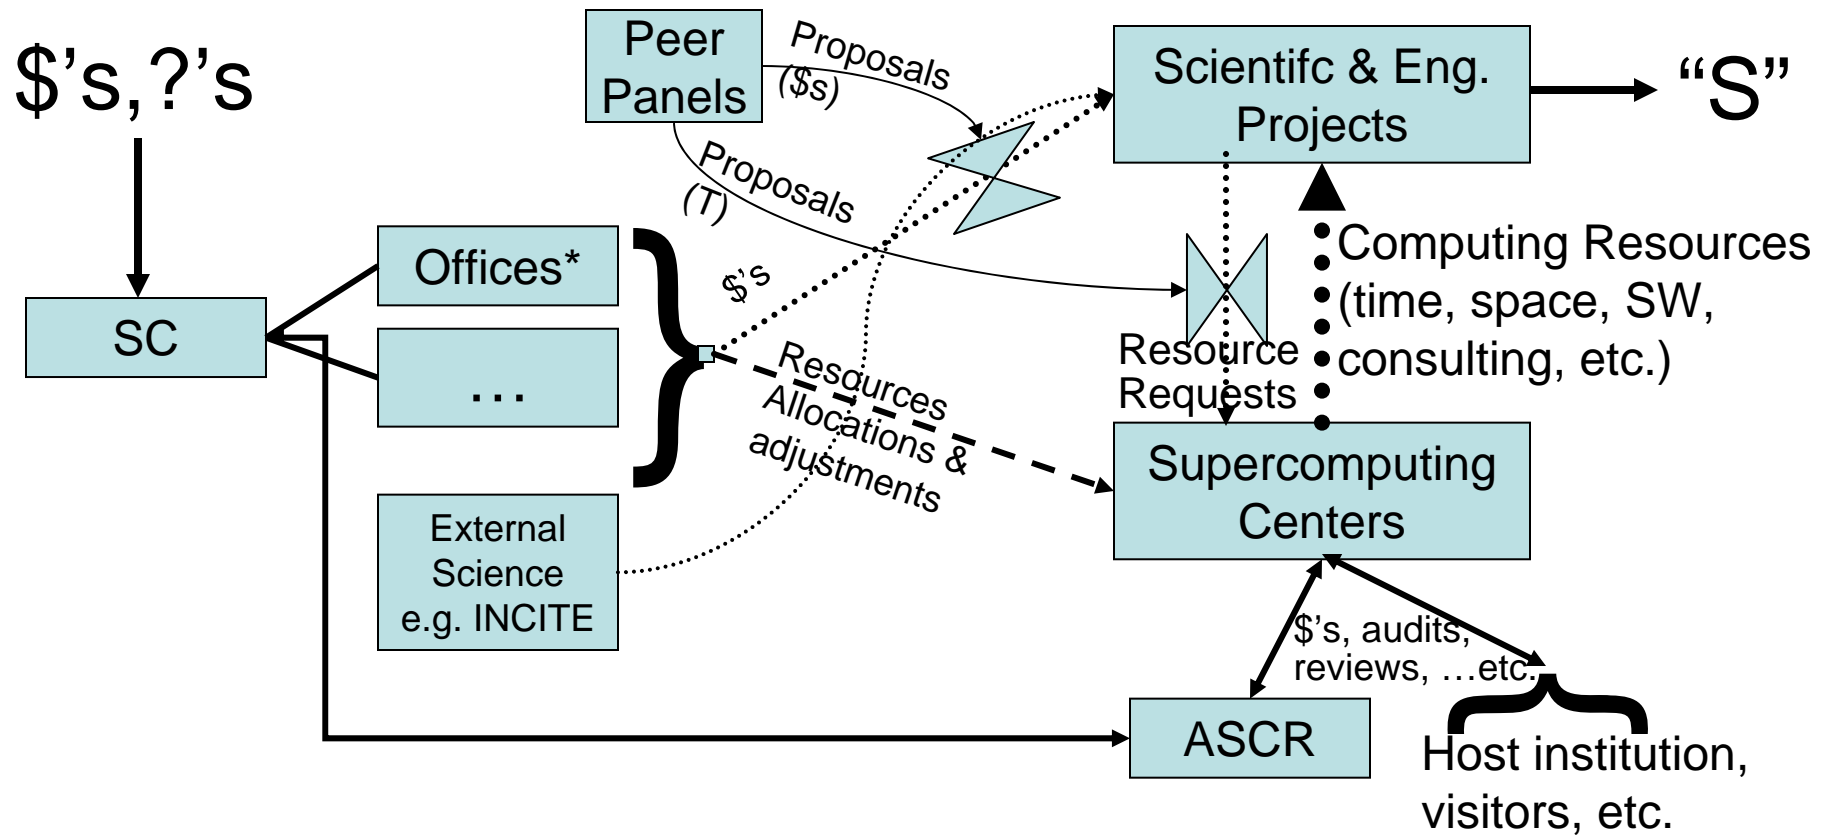 $'s,?'s
Peer
Panels
Proposals
($s)
Scientifc & Eng.
Projects
“S”
Proposals
(T)
Offices*
$'s
SC
…
Computing Resources
(time, space, SW,
consulting, etc.)
Resource
Requests
Resources
Allocations &
adjustments
Supercomputing
Centers
External
Science
e.g. INCITE
$'s, audits,
reviews, …etc.
ASCR
Host institution,
visitors, etc.